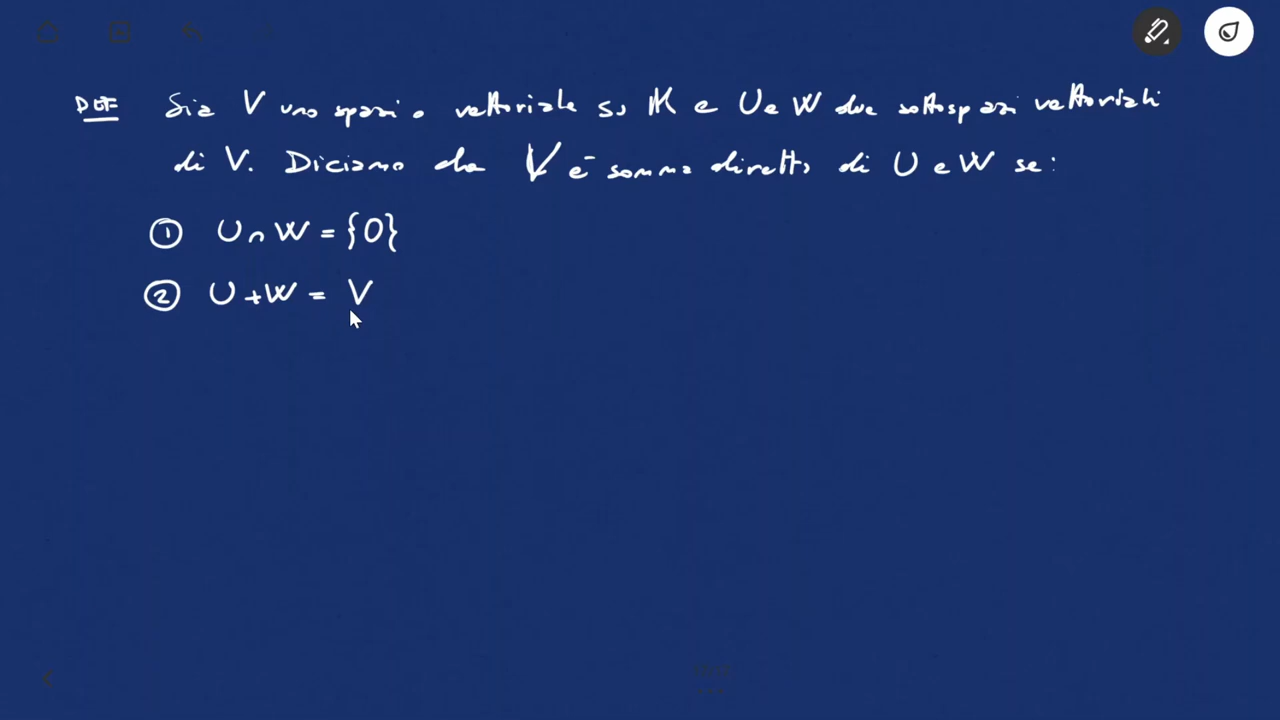 DEF Sia V uno spazio vettoriale su K e U e W due sottospazi vettoriali
di V. Diciamo che V è somma diretta di U e W se:
① U ∩ W = {0}
② U + W = V